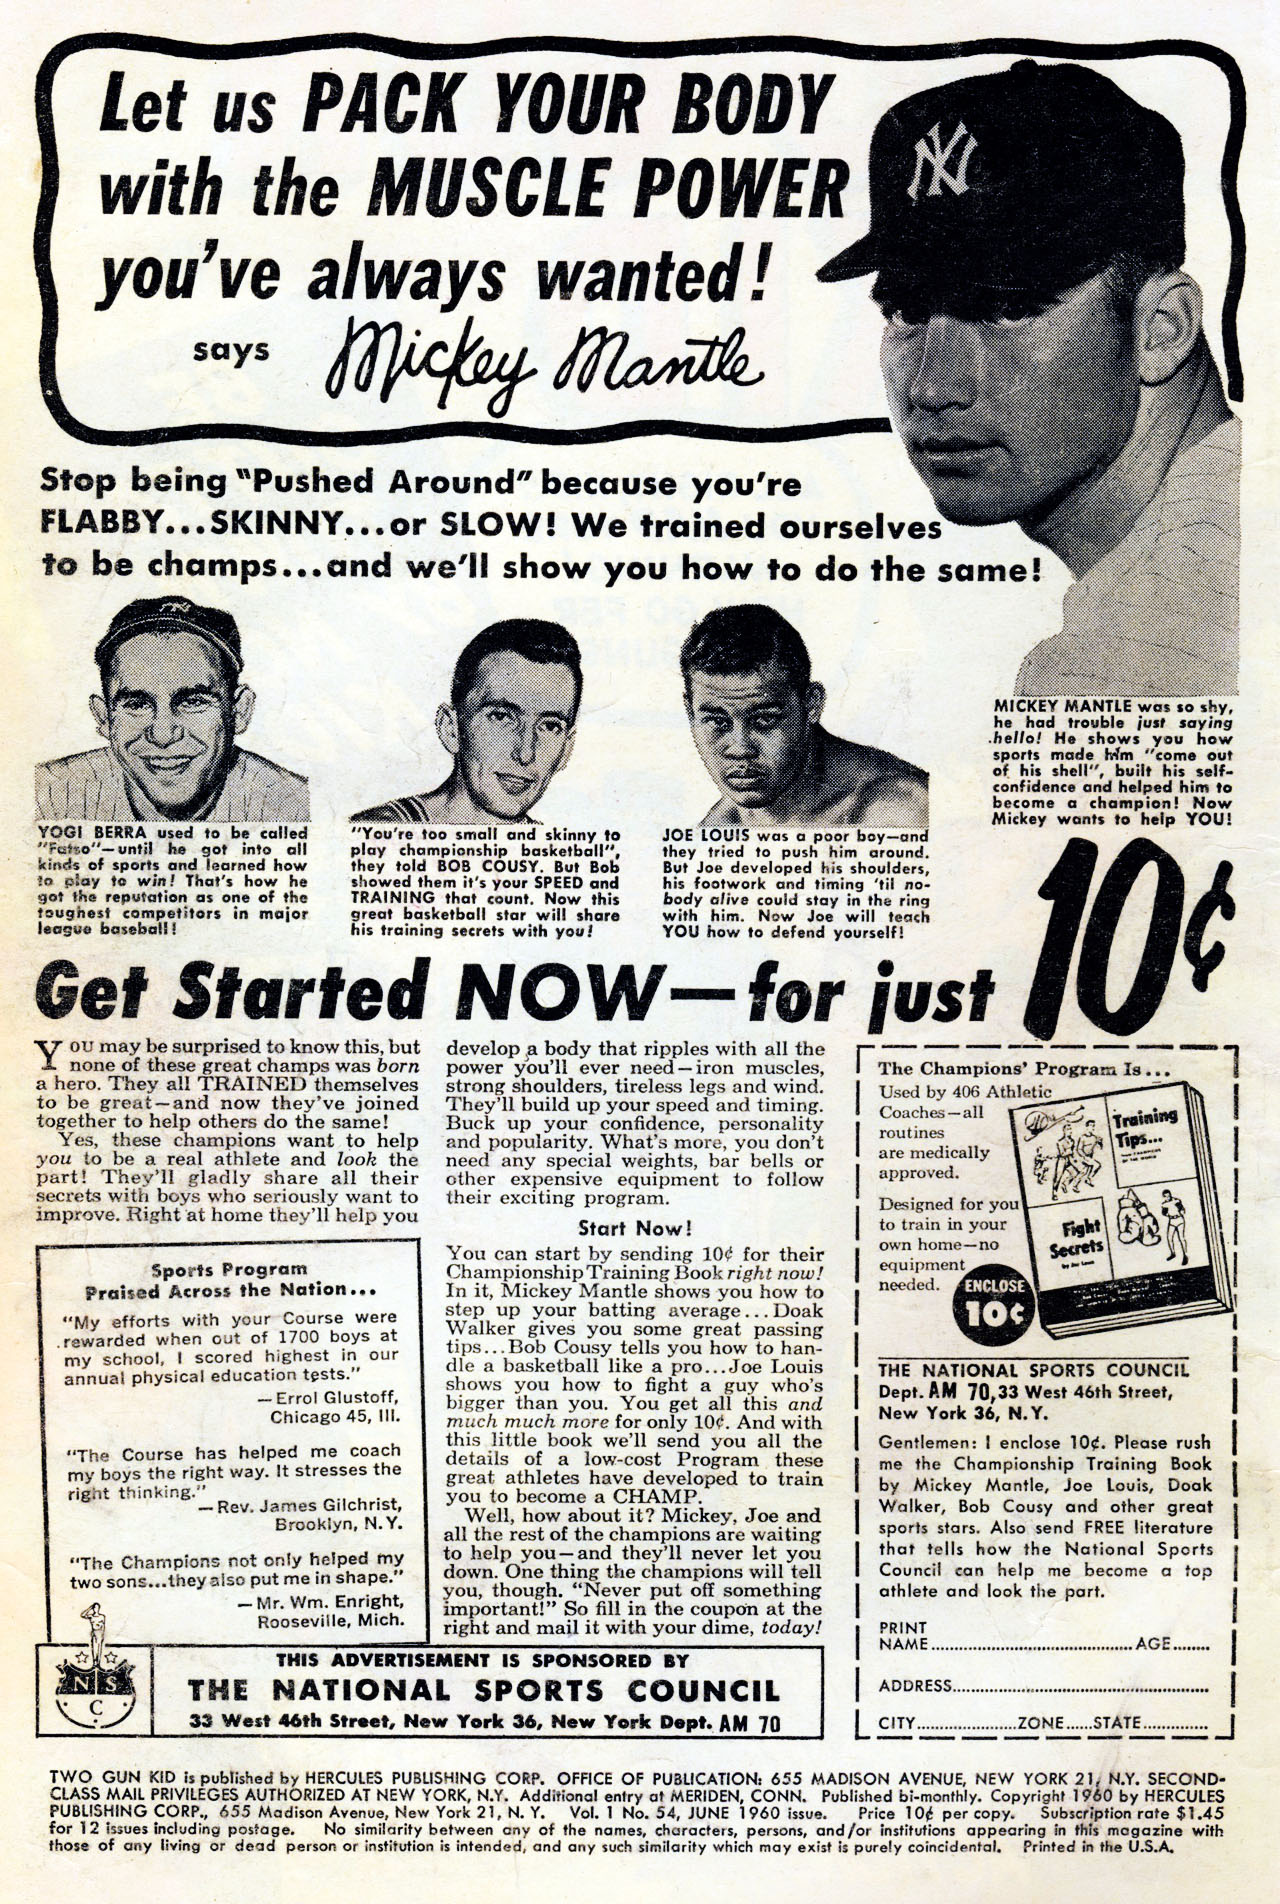 Let us PACK YOUR BODY
with the MUSCLE POWER
you've always wanted!
says Mickey Mantle
NY
Stop being "Pushed Around" because you're
FLABBY...SKINNY...or SLOW! We trained ourselves
to be champs...and we'll show you how to do the same!
MICKEY MANTLE was so shy,
he had trouble just saying
hello! He shows you how
sports made him "come out
of his shell", built his self-
confidence and helped him to
become a champion! Now
Mickey wants to help YOU!
YOGI BERRA used to be called
"Fatso"—until he got into all
kinds of sports and learned how
to play to win! That's how he
got the reputation as one of the
toughest competitors in major
league baseball!
"You're too small and skinny to
play championship basketball",
they told BOB COUSY. But Bob
showed them it's your SPEED and
TRAINING that count. Now this
great basketball star will share
his training secrets with you!
JOE LOUIS was a poor boy—and
they tried to push him around.
But Joe developed his shoulders,
his footwork and timing 'til no-
body alive could stay in the ring
with him. Now Joe will teach
YOU how to defend yourself!
Get Started NOW—for just 10¢
You may be surprised to know this, but
none of these great champs was born
a hero. They all TRAINED themselves
to be great—and now they've joined
together to help others do the same!
Yes, these champions want to help
you to be a real athlete and look the
part! They'll gladly share all their
secrets with boys who seriously want to
improve. Right at home they'll help you
develop a body that ripples with all the
power you'll ever need—iron muscles,
strong shoulders, tireless legs and wind.
They'll build up your speed and timing.
Buck up your confidence, personality
and popularity. What's more, you don't
need any special weights, bar bells or
other expensive equipment to follow
their exciting program.
Start Now!
You can start by sending 10¢ for their
Championship Training Book right now!
In it, Mickey Mantle shows you how to
step up your batting average...Doak
Walker gives you some great passing
tips...Bob Cousy tells you how to han-
dle a basketball like a pro...Joe Louis
shows you how to fight a guy who's
bigger than you. You get all this and
much much more for only 10¢. And with
this little book we'll send you all the
details of a low-cost Program these
great athletes have developed to train
you to become a CHAMP.
Well, how about it? Mickey, Joe and
all the rest of the champions are waiting
to help you—and they'll never let you
down. One thing the champions will tell
you, though. "Never put off something
important!" So fill in the coupon at the
right and mail it with your dime, today!
Sports Program
Praised Across the Nation...
"My efforts with your Course were
rewarded when out of 1700 boys at
my school, I scored highest in our
annual physical education tests."
—Errol Glustoff,
Chicago 45, Ill.
"The Course has helped me coach
my boys the right way. It stresses the
right thinking."
—Rev. James Gilchrist,
Brooklyn, N.Y.
"The Champions not only helped my
two sons...they also put me in shape."
—Mr. Wm. Enright,
Rooseville, Mich.
N S
C
THIS ADVERTISEMENT IS SPONSORED BY
THE NATIONAL SPORTS COUNCIL
33 West 46th Street, New York 36, New York Dept. AM 70
The Champions' Program Is...
Used by 406 Athletic
Coaches—all
routines
are medically
approved.
Designed for you
to train in your
own home—no
equipment
needed.
Training
Tips...
Fight
Secrets
by Joe Louis
ENCLOSE
10¢
THE NATIONAL SPORTS COUNCIL
Dept. AM 70, 33 West 46th Street,
New York 36, N.Y.
Gentlemen: I enclose 10¢. Please rush
me the Championship Training Book
by Mickey Mantle, Joe Louis, Doak
Walker, Bob Cousy and other great
sports stars. Also send FREE literature
that tells how the National Sports
Council can help me become a top
athlete and look the part.
PRINT
NAME........................................AGE........
ADDRESS...................................................
CITY......................ZONE......STATE..............
TWO GUN KID is published by HERCULES PUBLISHING CORP. OFFICE OF PUBLICATION: 655 MADISON AVENUE, NEW YORK 21, N.Y. SECOND-
CLASS MAIL PRIVILEGES AUTHORIZED AT NEW YORK, N.Y. Additional entry at MERIDEN, CONN. Published bi-monthly. Copyright 1960 by HERCULES
PUBLISHING CORP., 655 Madison Avenue, New York 21, N. Y. Vol. 1 No. 54, JUNE 1960 issue. Price 10¢ per copy. Subscription rate $1.45
for 12 issues including postage. No similarity between any of the names, characters, persons, and/or institutions appearing in this magazine with
those of any living or dead person or institution is intended, and any such similarity which may exist is purely coincidental. Printed in the U.S.A.